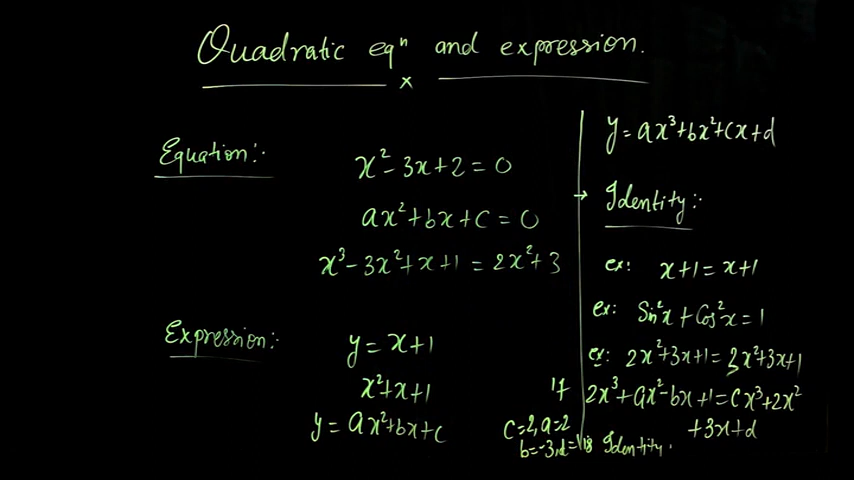 Quadratic eqⁿ and expression.
x
Equation:
x² - 3x + 2 = 0
ax² + bx + c = 0
x³ - 3x² + x + 1 = 2x² + 3
Expression:
y = x + 1
x² + x + 1
y = ax² + bx + c
y = ax³ + bx² + cx + d
→ Identity:
ex: x + 1 = x + 1
ex: Sin²x + Cos²x = 1
ex: 2x² + 3x + 1 = 2x² + 3x + 1
if 2x³ + ax² - bx + 1 = cx³ + 2x²
+ 3x + d
is Identity.
c = 2, a = 2
b = -3, d = 1